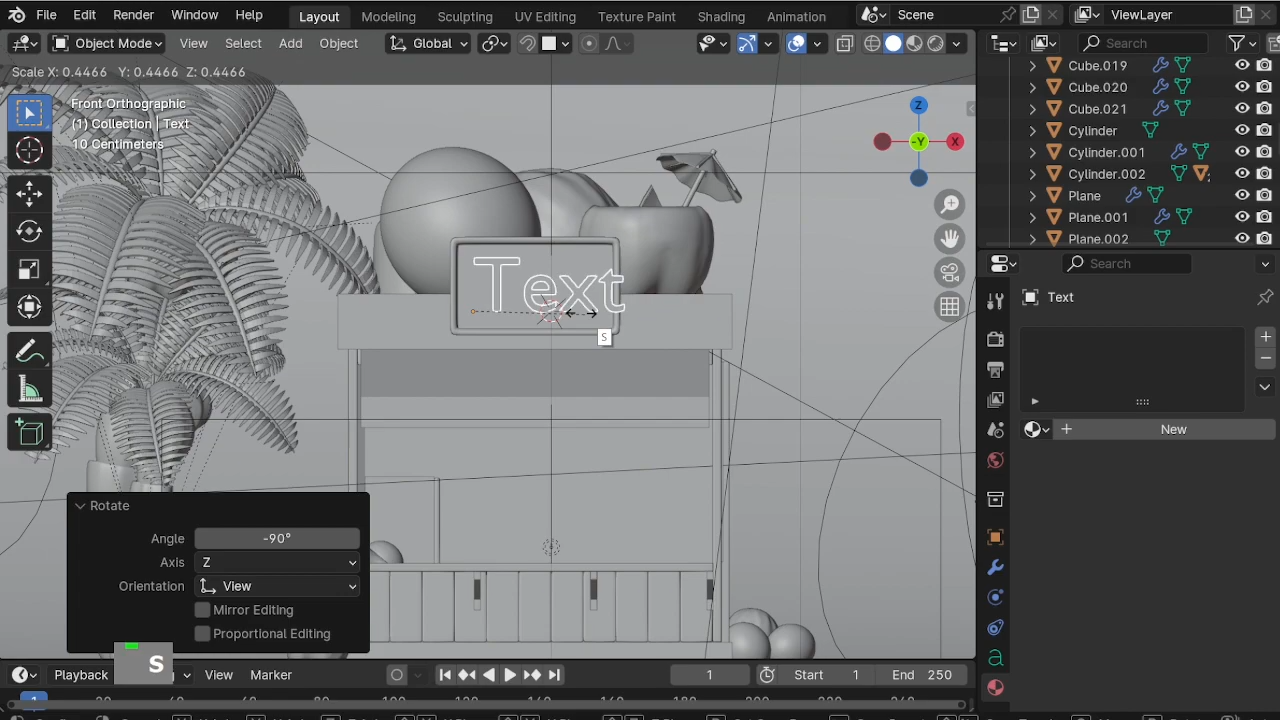 File Edit Render Window Help Layout Modeling Sculpting UV Editing Texture Paint Shading Animation Scene ViewLayer
Object Mode View Select Add Object Global Search
Scale X: 0.4466 Y: 0.4466 Z: 0.4466
Front Orthographic
(1) Collection | Text
10 Centimeters
Z
-Y
X
Text
S
Cube.019
Cube.020
Cube.021
Cylinder
Cylinder.001
Cylinder.002
Plane
Plane.001
Plane.002
Search
Text
New
Rotate
Angle -90°
Axis Z
Orientation View
Mirror Editing
Proportional Editing
S
Playback View Marker 1 Start 1 End 250
1